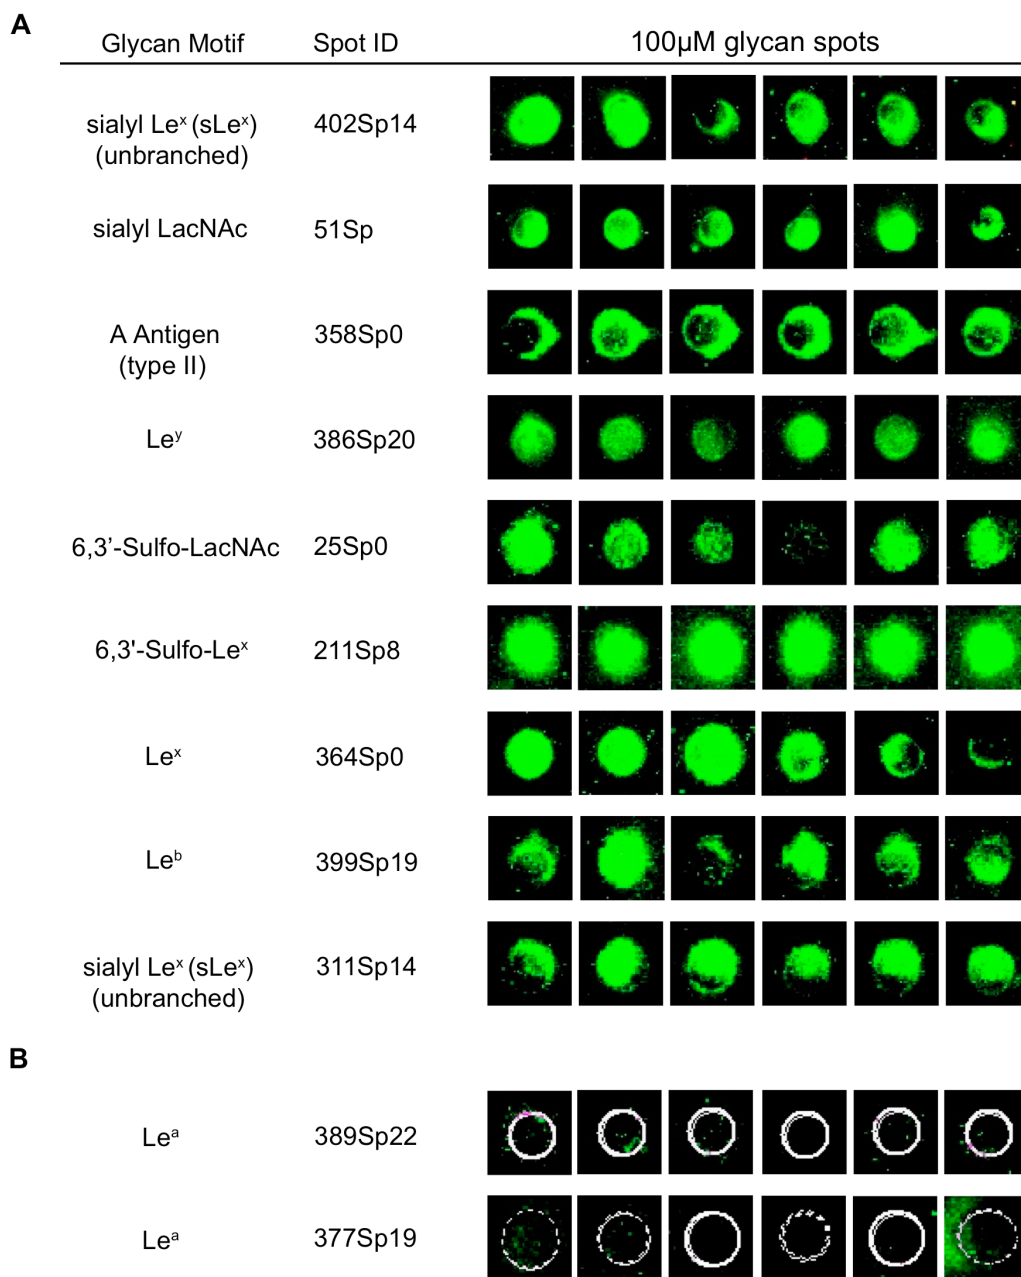 A
Glycan Motif Spot ID 100µM glycan spots
sialyl Leˣ (sLeˣ) 402Sp14
(unbranched)
sialyl LacNAc 51Sp
A Antigen 358Sp0
(type II)
Leʸ 386Sp20
6,3’-Sulfo-LacNAc 25Sp0
6,3'-Sulfo-Leˣ 211Sp8
Leˣ 364Sp0
Leᵇ 399Sp19
sialyl Leˣ (sLeˣ) 311Sp14
(unbranched)
B
Leᵃ 389Sp22
Leᵃ 377Sp19